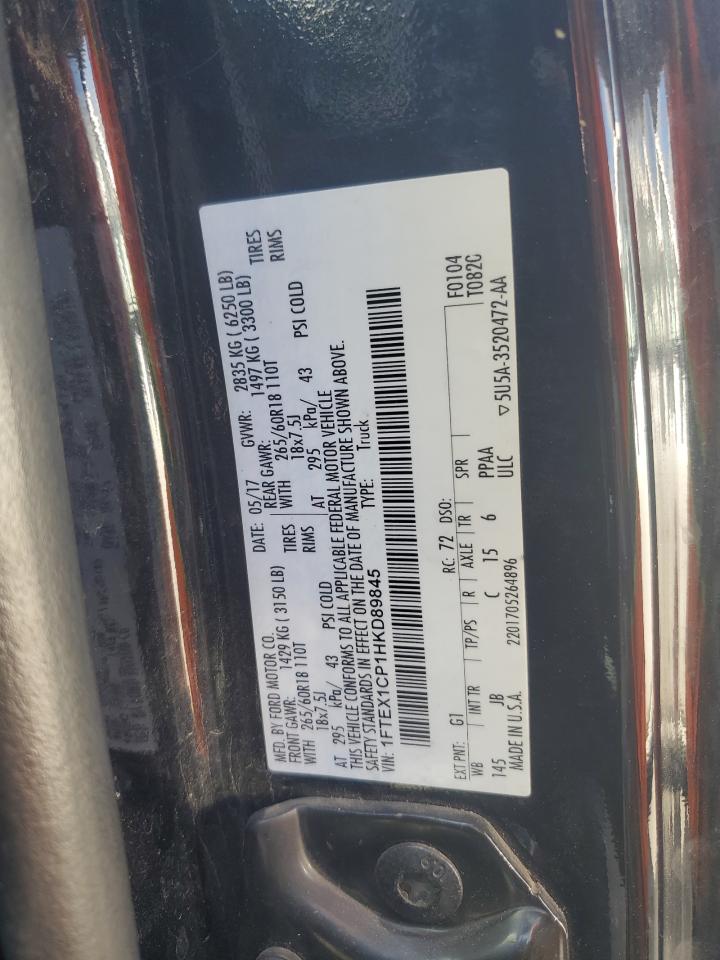 MFD. BY FORD MOTOR CO.
DATE: 05/17 GVWR: 2835 KG ( 6250 LB)
FRONT GAWR: 1429 KG ( 3150 LB) REAR GAWR: 1497 KG ( 3300 LB)
WITH 265/60R18 110T TIRES WITH 265/60R18 110T TIRES
18x7.5J RIMS 18x7.5J RIMS
AT 295 kPa/ 43 PSI COLD AT 295 kPa/ 43 PSI COLD
THIS VEHICLE CONFORMS TO ALL APPLICABLE FEDERAL MOTOR VEHICLE
SAFETY STANDARDS IN EFFECT ON THE DATE OF MANUFACTURE SHOWN ABOVE.
VIN: 1FTEX1CP1HKD89845 TYPE: Truck
F0104
EXT PNT: G1 RC: 72 DSO: T0B2C
WB INT TR TP/PS R AXLE TR SPR
145 JB C 15 6 PPAA
ULC
MADE IN U.S.A. 2201705264896 ▽5U5A-3520472-AA